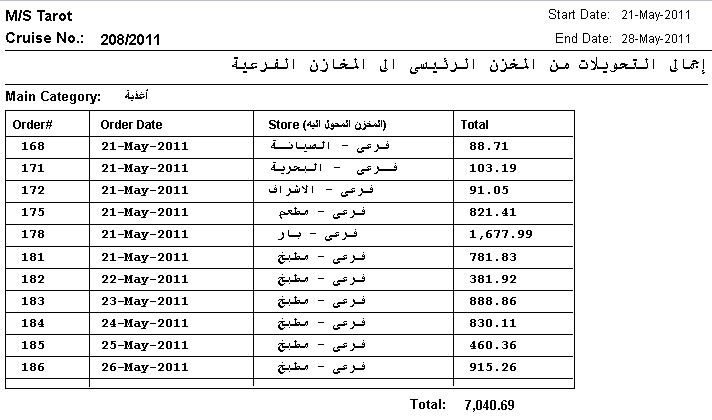 M/S Tarot Start Date: 21-May-2011
Cruise No.: 208/2011 End Date: 28-May-2011
إجمالى التحويلات من المخزن الرئيسى الى المخازن الفرعية
Main Category: أغذية
Order# Order Date Store (المخزن المحول اليه) Total
168 21-May-2011 فرعى - الصيانة 88.71
171 21-May-2011 فرعى - البحرية 103.19
172 21-May-2011 فرعى - الاشراف 91.05
175 21-May-2011 فرعى - مطعم 821.41
178 21-May-2011 فرعى - بار 1,677.99
181 21-May-2011 فرعى - مطبخ 781.83
182 22-May-2011 فرعى - مطبخ 381.92
183 23-May-2011 فرعى - مطبخ 888.86
184 24-May-2011 فرعى - مطبخ 830.11
185 25-May-2011 فرعى - مطبخ 460.36
186 26-May-2011 فرعى - مطبخ 915.26
Total: 7,040.69